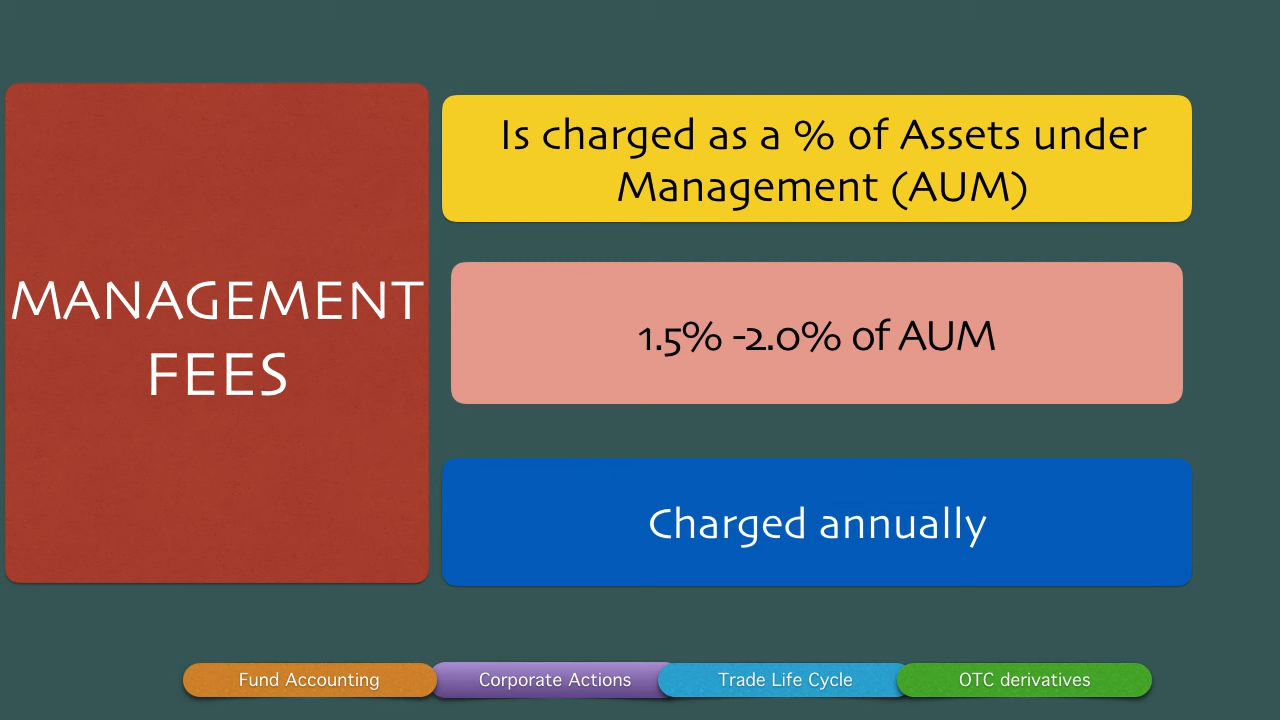 MANAGEMENT
FEES
Is charged as a % of Assets under
Management (AUM)
1.5% -2.0% of AUM
Charged annually
Fund Accounting
Corporate Actions
Trade Life Cycle
OTC derivatives